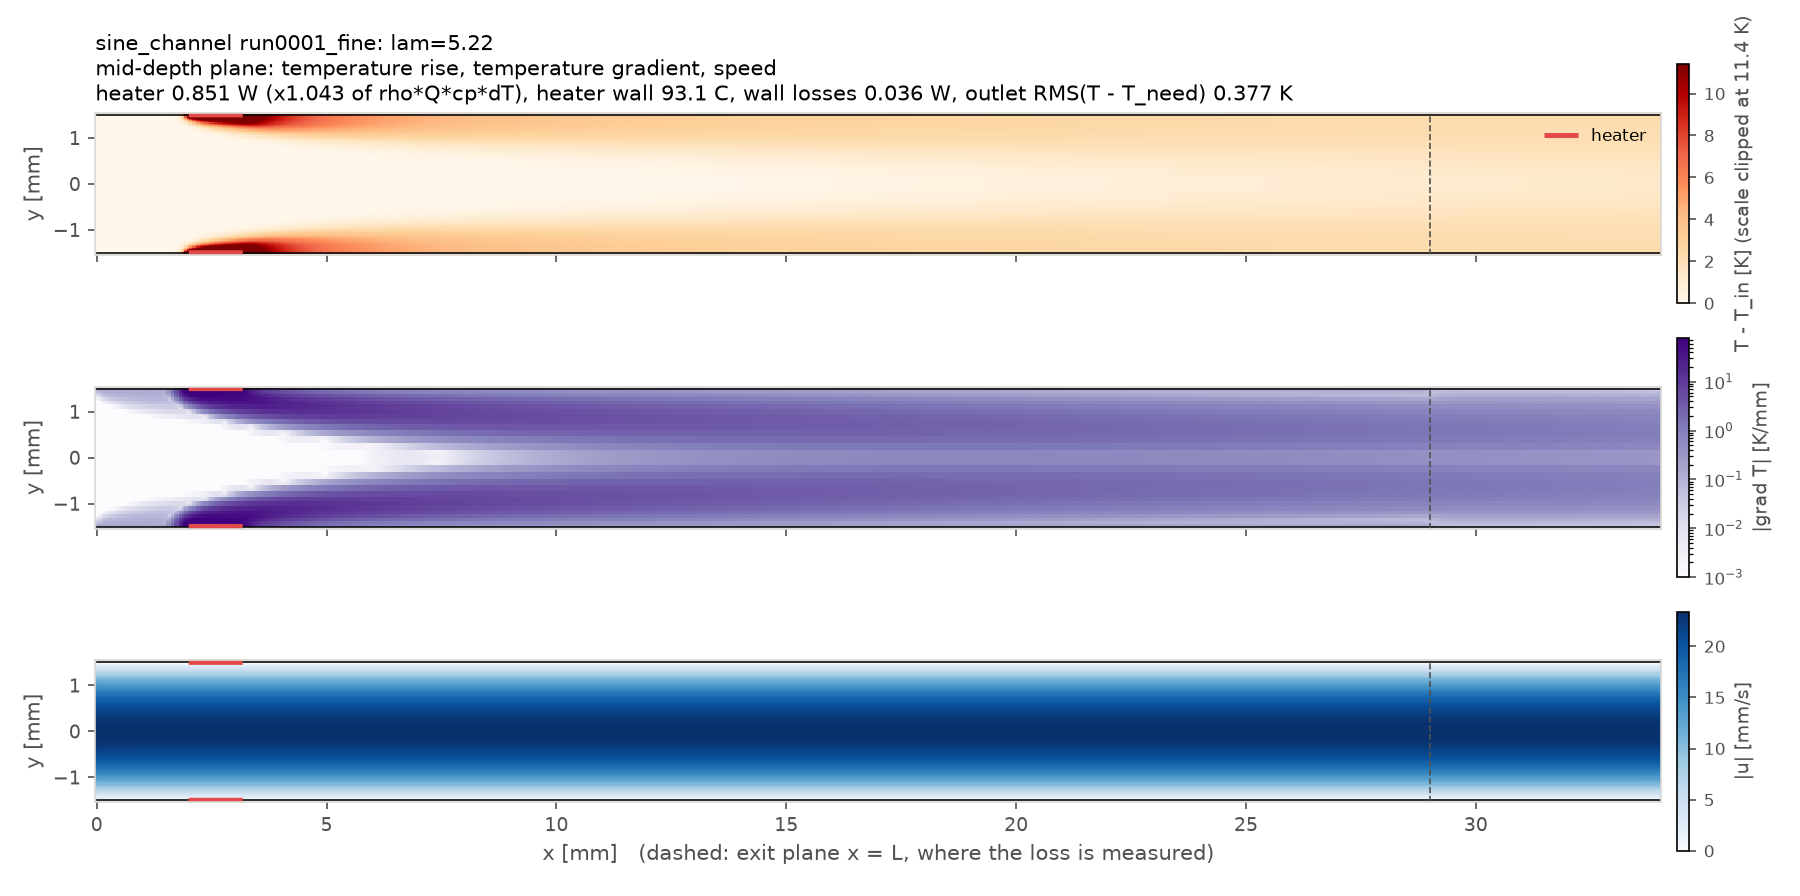 sine_channel run0001_fine: lam=5.22
mid-depth plane: temperature rise, temperature gradient, speed
heater 0.851 W (x1.043 of rho*Q*cp*dT), heater wall 93.1 C, wall losses 0.036 W, outlet RMS(T - T_need) 0.377 K
y [mm]
1
0
−1
heater
10
8
6
4
2
0
T - T_in [K] (scale clipped at 11.4 K)
y [mm]
1
0
−1
10^1
10^0
10^−1
10^−2
10^−3
|grad T| [K/mm]
y [mm]
1
0
−1
20
15
10
5
0
|u| [mm/s]
0 5 10 15 20 25 30
x [mm] (dashed: exit plane x = L, where the loss is measured)